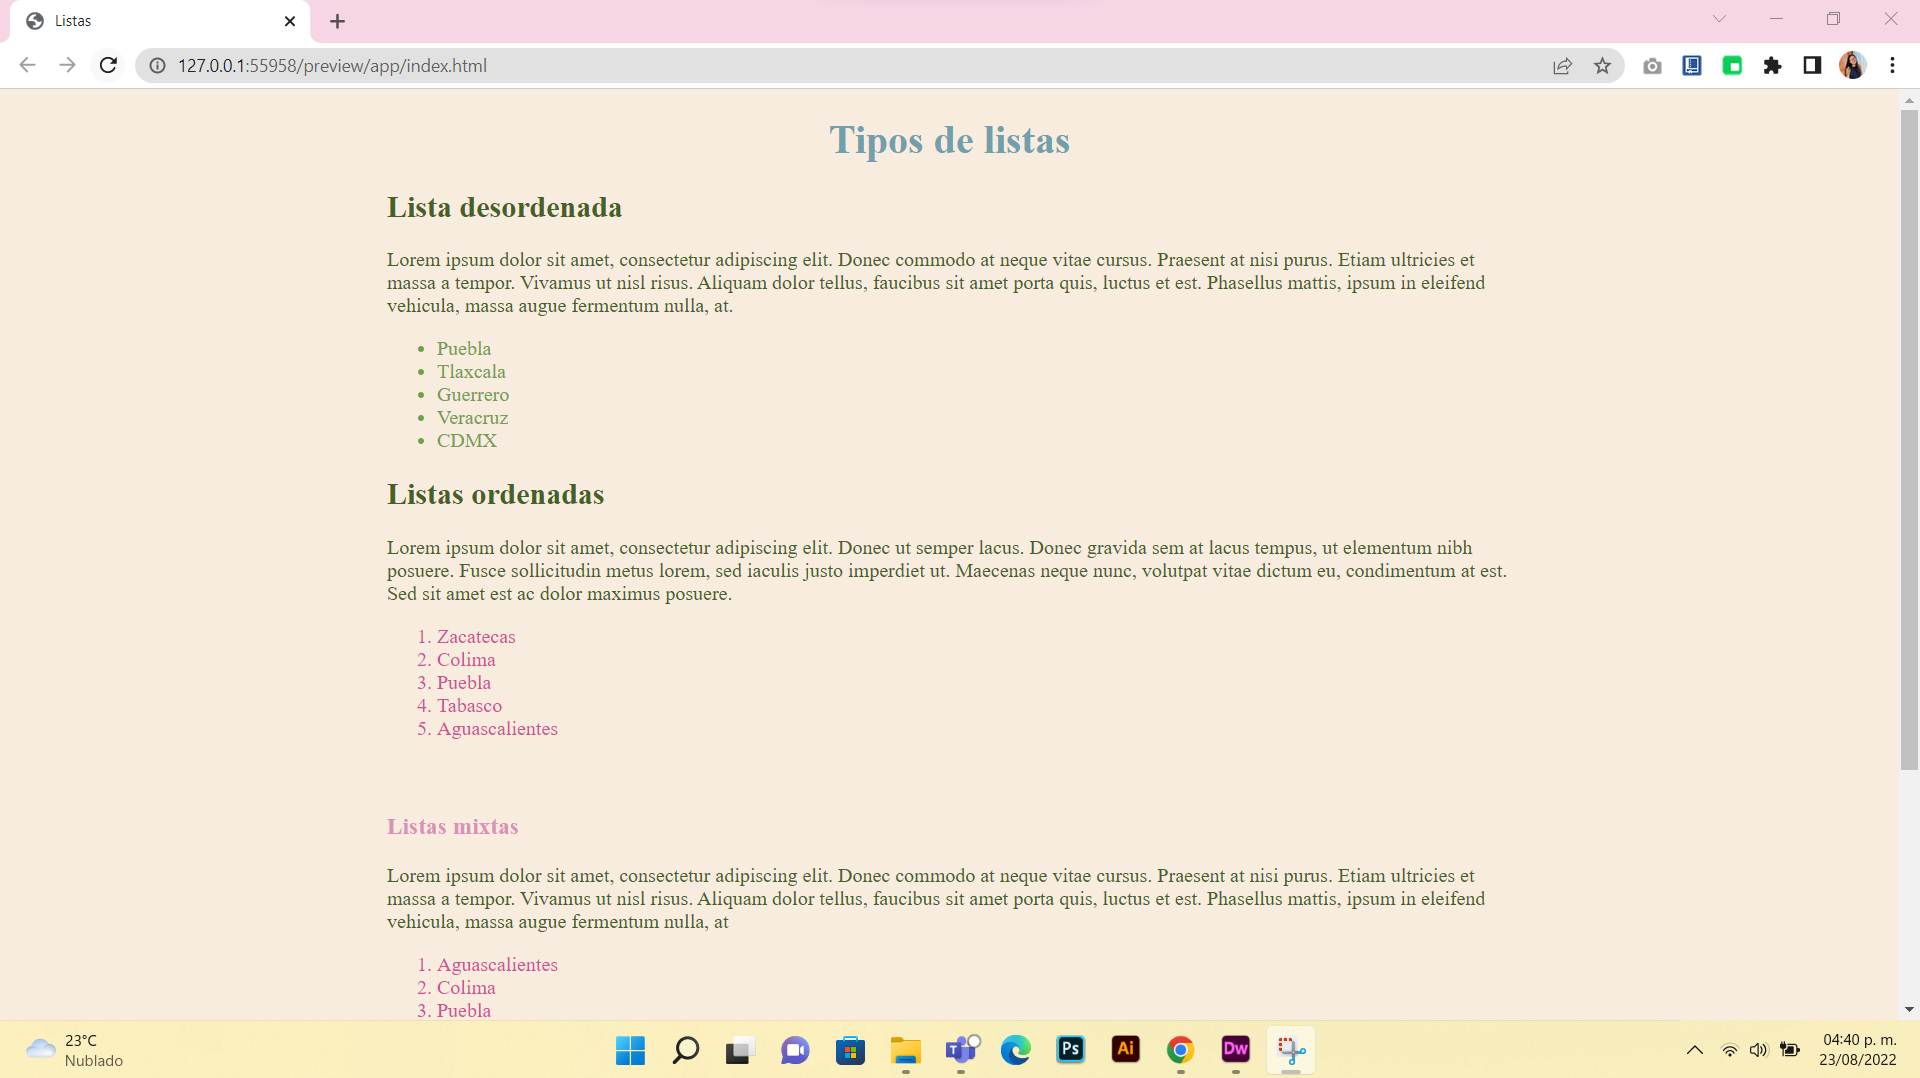 Listas
127.0.0.1:55958/preview/app/index.html
Tipos de listas
Lista desordenada
Lorem ipsum dolor sit amet, consectetur adipiscing elit. Donec commodo at neque vitae cursus. Praesent at nisi purus. Etiam ultricies et
massa a tempor. Vivamus ut nisl risus. Aliquam dolor tellus, faucibus sit amet porta quis, luctus et est. Phasellus mattis, ipsum in eleifend
vehicula, massa augue fermentum nulla, at.
• Puebla
• Tlaxcala
• Guerrero
• Veracruz
• CDMX
Listas ordenadas
Lorem ipsum dolor sit amet, consectetur adipiscing elit. Donec ut semper lacus. Donec gravida sem at lacus tempus, ut elementum nibh
posuere. Fusce sollicitudin metus lorem, sed iaculis justo imperdiet ut. Maecenas neque nunc, volutpat vitae dictum eu, condimentum at est.
Sed sit amet est ac dolor maximus posuere.
1. Zacatecas
2. Colima
3. Puebla
4. Tabasco
5. Aguascalientes
Listas mixtas
Lorem ipsum dolor sit amet, consectetur adipiscing elit. Donec commodo at neque vitae cursus. Praesent at nisi purus. Etiam ultricies et
massa a tempor. Vivamus ut nisl risus. Aliquam dolor tellus, faucibus sit amet porta quis, luctus et est. Phasellus mattis, ipsum in eleifend
vehicula, massa augue fermentum nulla, at
1. Aguascalientes
2. Colima
3. Puebla
23°C
Nublado
T
Ps
Ai
Dw
04:40 p. m.
23/08/2022